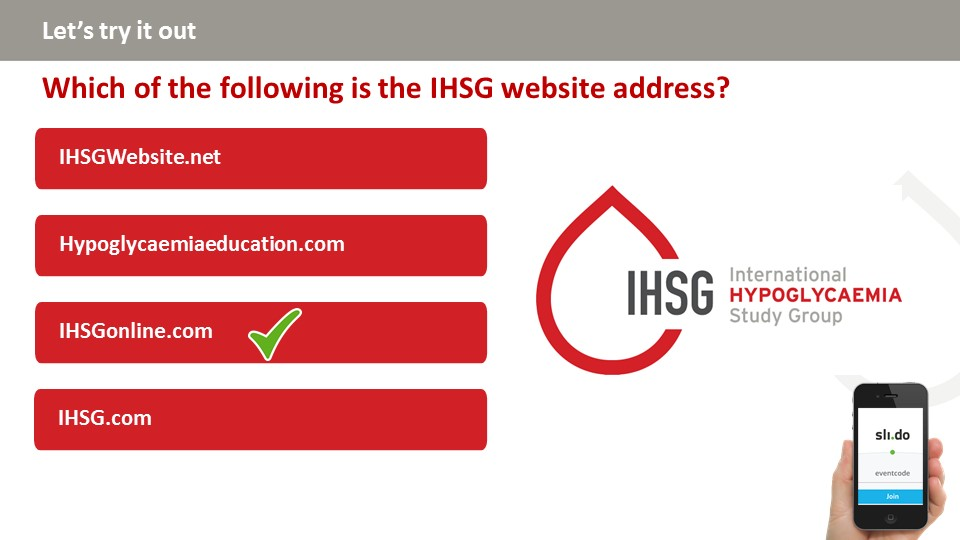 Let's try it out
Which of the following is the IHSG website address?
IHSGWebsite.net
Hypoglycaemiaeducation.com
IHSGonline.com
IHSG.com
IHSG
International
HYPOGLYCAEMIA
Study Group
sli.do
eventcode
Join